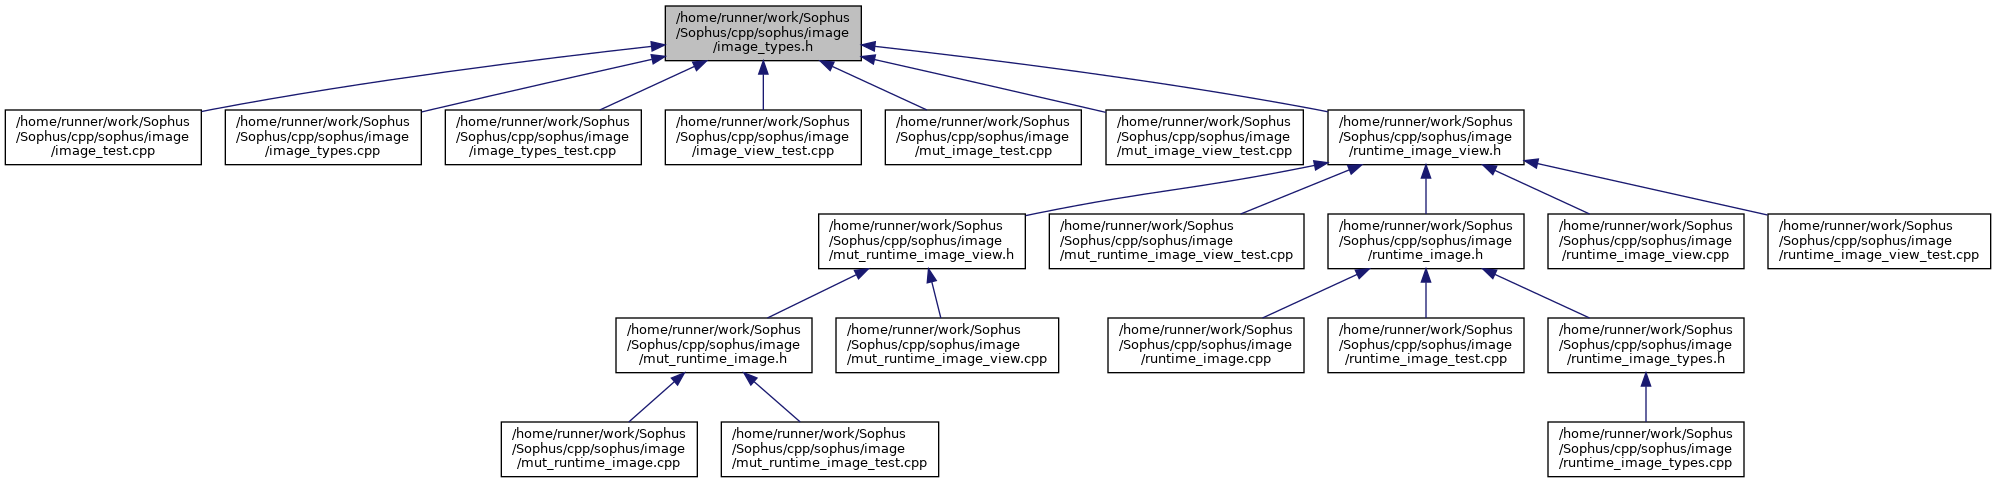 /home/runner/work/Sophus
/Sophus/cpp/sophus/image
/image_types.h
/home/runner/work/Sophus
/Sophus/cpp/sophus/image
/image_test.cpp
/home/runner/work/Sophus
/Sophus/cpp/sophus/image
/image_types.cpp
/home/runner/work/Sophus
/Sophus/cpp/sophus/image
/image_types_test.cpp
/home/runner/work/Sophus
/Sophus/cpp/sophus/image
/image_view_test.cpp
/home/runner/work/Sophus
/Sophus/cpp/sophus/image
/mut_image_test.cpp
/home/runner/work/Sophus
/Sophus/cpp/sophus/image
/mut_image_view_test.cpp
/home/runner/work/Sophus
/Sophus/cpp/sophus/image
/runtime_image_view.h
/home/runner/work/Sophus
/Sophus/cpp/sophus/image
/mut_runtime_image_view.h
/home/runner/work/Sophus
/Sophus/cpp/sophus/image
/mut_runtime_image_view_test.cpp
/home/runner/work/Sophus
/Sophus/cpp/sophus/image
/runtime_image.h
/home/runner/work/Sophus
/Sophus/cpp/sophus/image
/runtime_image_view.cpp
/home/runner/work/Sophus
/Sophus/cpp/sophus/image
/runtime_image_view_test.cpp
/home/runner/work/Sophus
/Sophus/cpp/sophus/image
/mut_runtime_image.h
/home/runner/work/Sophus
/Sophus/cpp/sophus/image
/mut_runtime_image_view.cpp
/home/runner/work/Sophus
/Sophus/cpp/sophus/image
/runtime_image.cpp
/home/runner/work/Sophus
/Sophus/cpp/sophus/image
/runtime_image_test.cpp
/home/runner/work/Sophus
/Sophus/cpp/sophus/image
/runtime_image_types.h
/home/runner/work/Sophus
/Sophus/cpp/sophus/image
/mut_runtime_image.cpp
/home/runner/work/Sophus
/Sophus/cpp/sophus/image
/mut_runtime_image_test.cpp
/home/runner/work/Sophus
/Sophus/cpp/sophus/image
/runtime_image_types.cpp